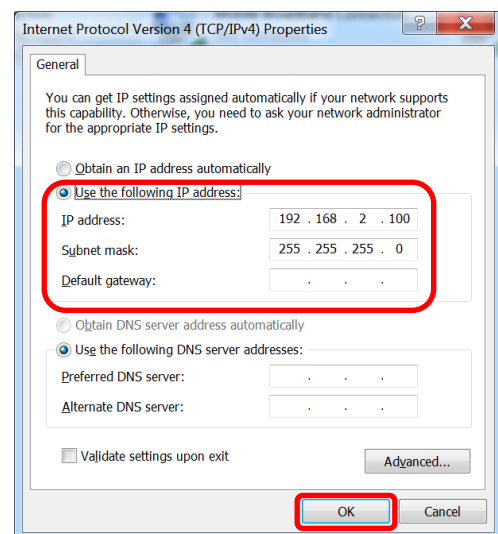 Internet Protocol Version 4 (TCP/IPv4) Properties
General
You can get IP settings assigned automatically if your network supports
this capability. Otherwise, you need to ask your network administrator
for the appropriate IP settings.
Obtain an IP address automatically
Use the following IP address:
IP address: 192 . 168 . 2 . 100
Subnet mask: 255 . 255 . 255 . 0
Default gateway: . . .
Obtain DNS server address automatically
Use the following DNS server addresses:
Preferred DNS server: . . .
Alternate DNS server: . . .
Validate settings upon exit
Advanced...
OK Cancel